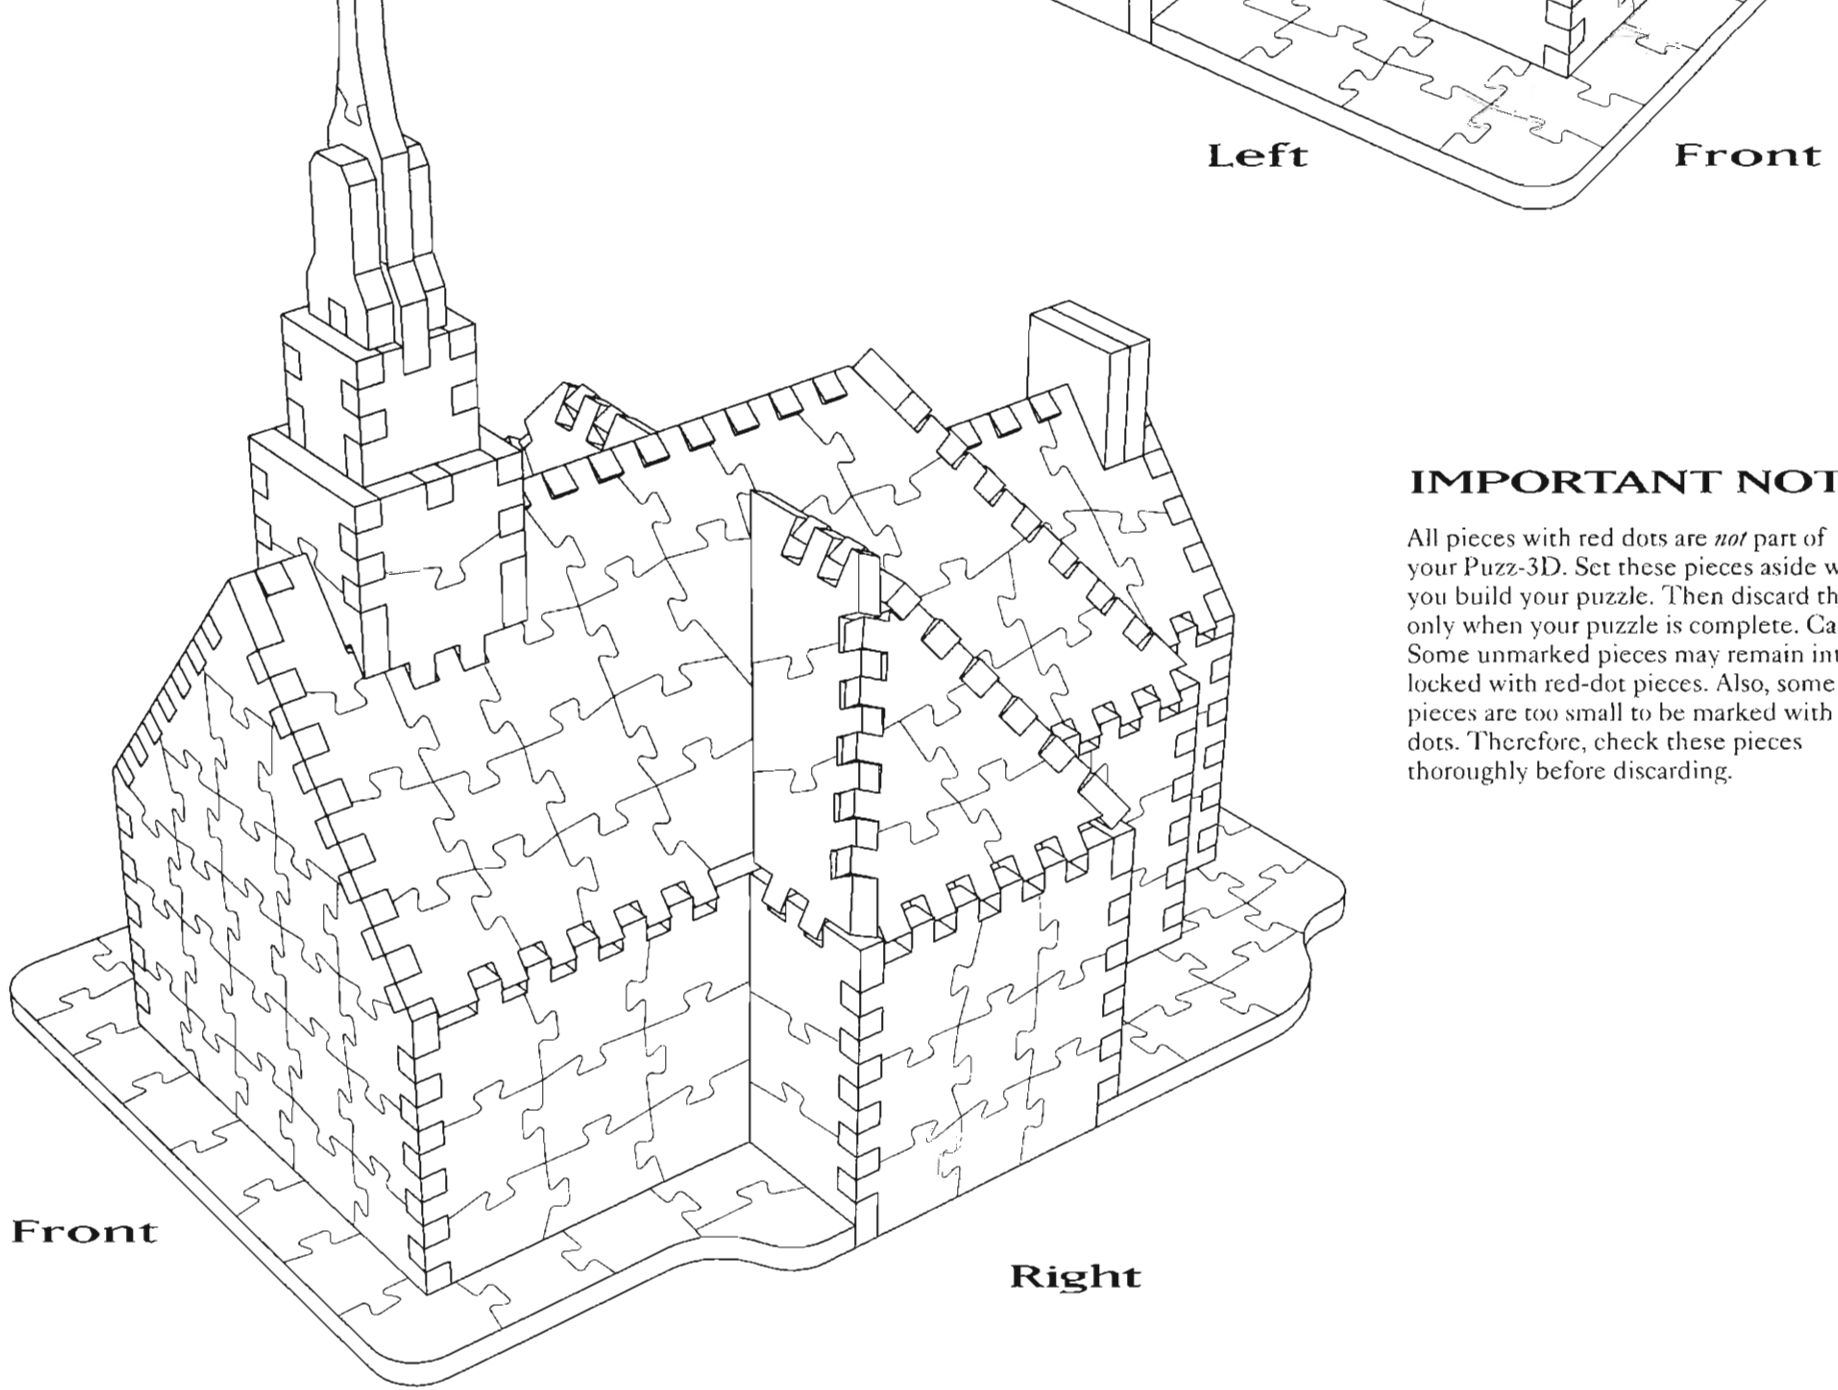 Left
Front
IMPORTANT NOT
All pieces with red dots are not part of
your Puzz-3D. Set these pieces aside w
you build your puzzle. Then discard th
only when your puzzle is complete. Ca
Some unmarked pieces may remain int
locked with red-dot pieces. Also, some
pieces are too small to be marked with
dots. Therefore, check these pieces
thoroughly before discarding.
Front
Right